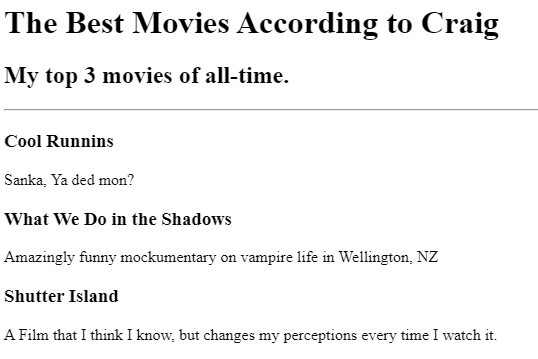 The Best Movies According to Craig
My top 3 movies of all-time.
Cool Runnins
Sanka, Ya ded mon?
What We Do in the Shadows
Amazingly funny mockumentary on vampire life in Wellington, NZ
Shutter Island
A Film that I think I know, but changes my perceptions every time I watch it.